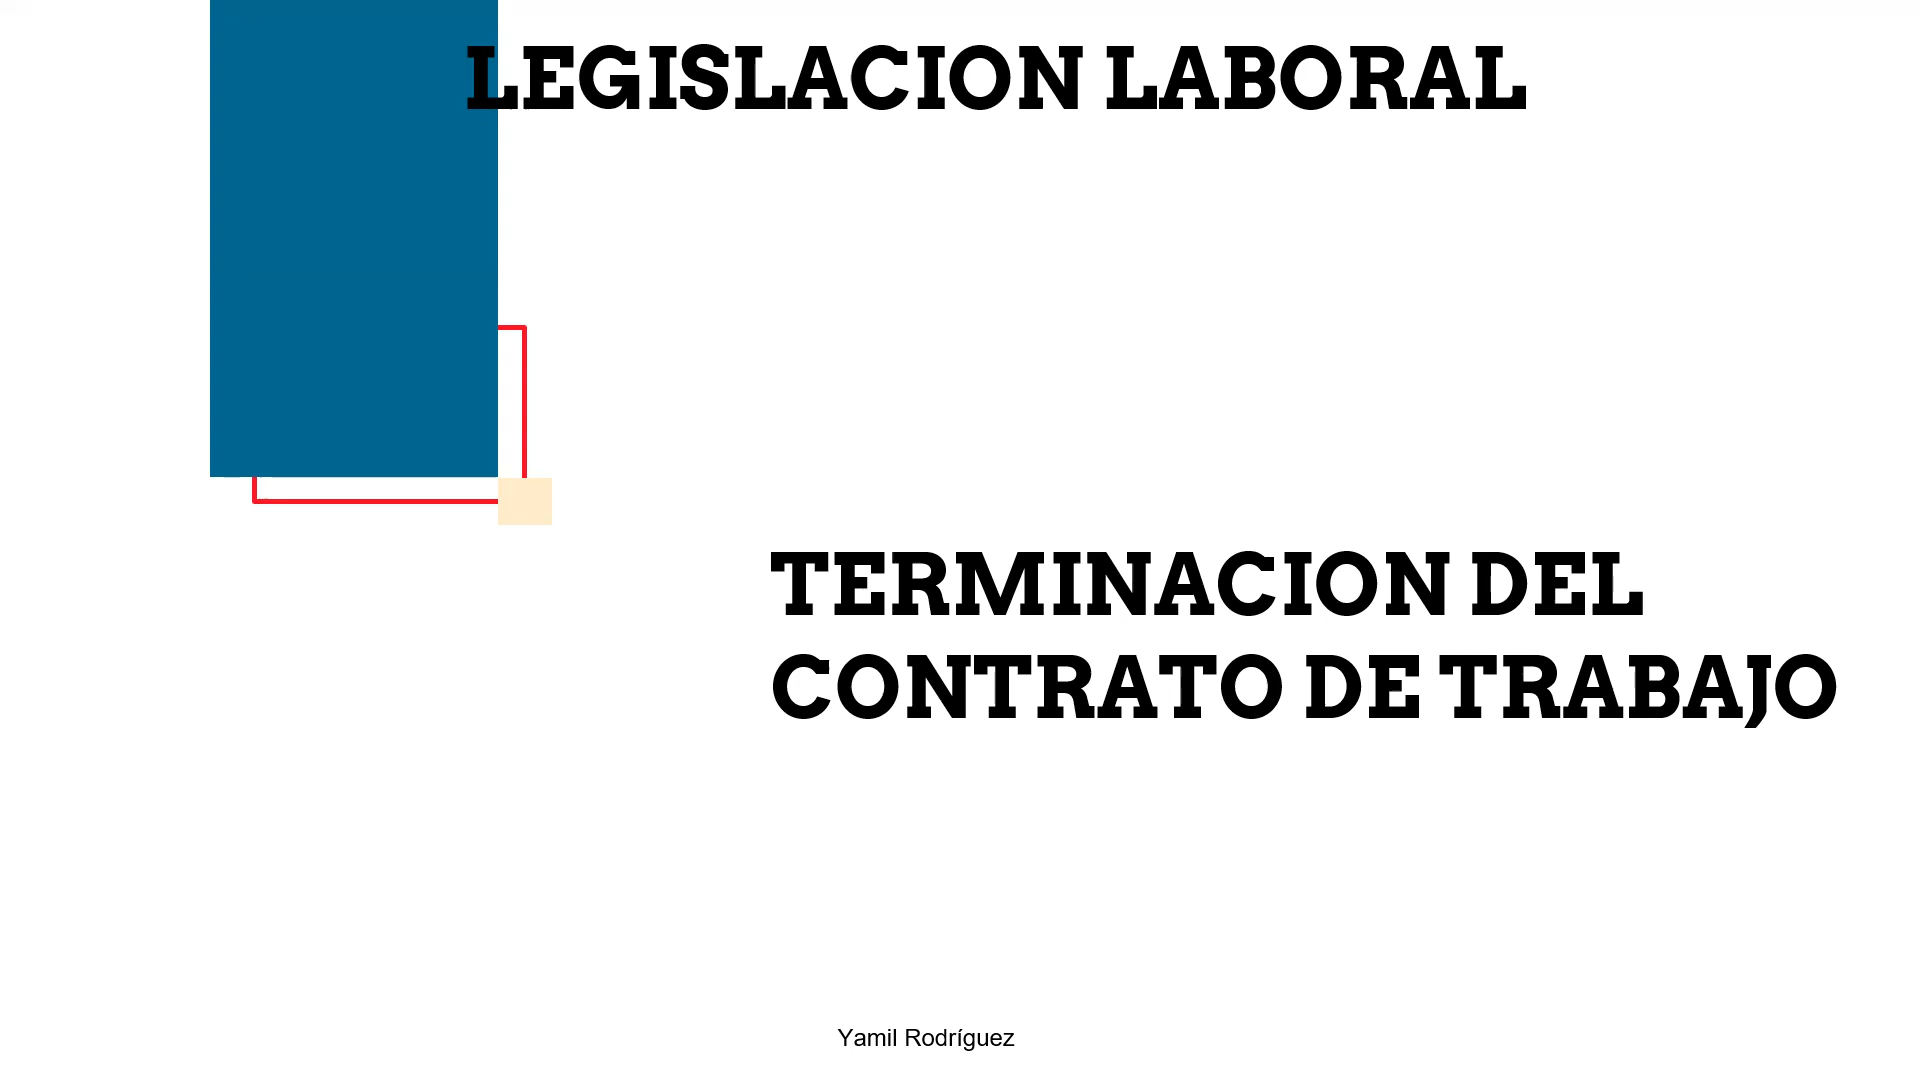 LEGISLACION LABORAL
TERMINACION DEL
CONTRATO DE TRABAJO
Yamil Rodríguez